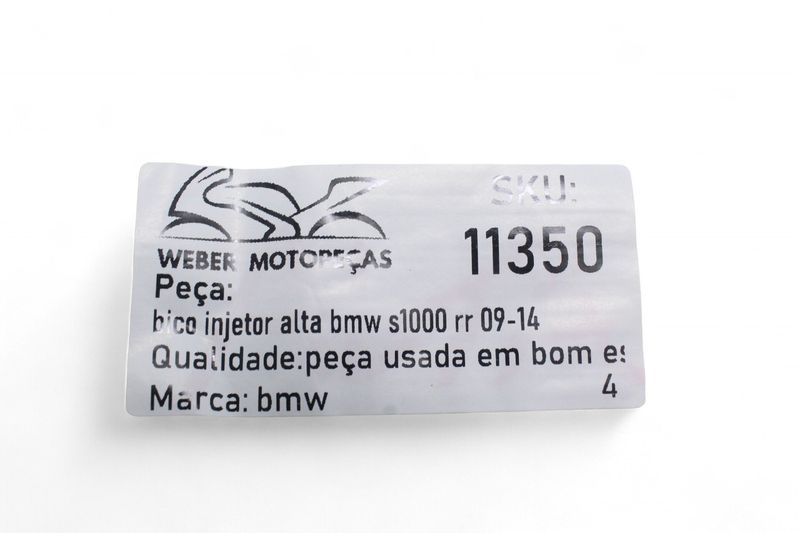 WEBER MOTOPEÇAS
SKU:
11350
Peça:
bico injetor alta bmw s1000 rr 09-14
Qualidade:peça usada em bom es
Marca: bmw
4